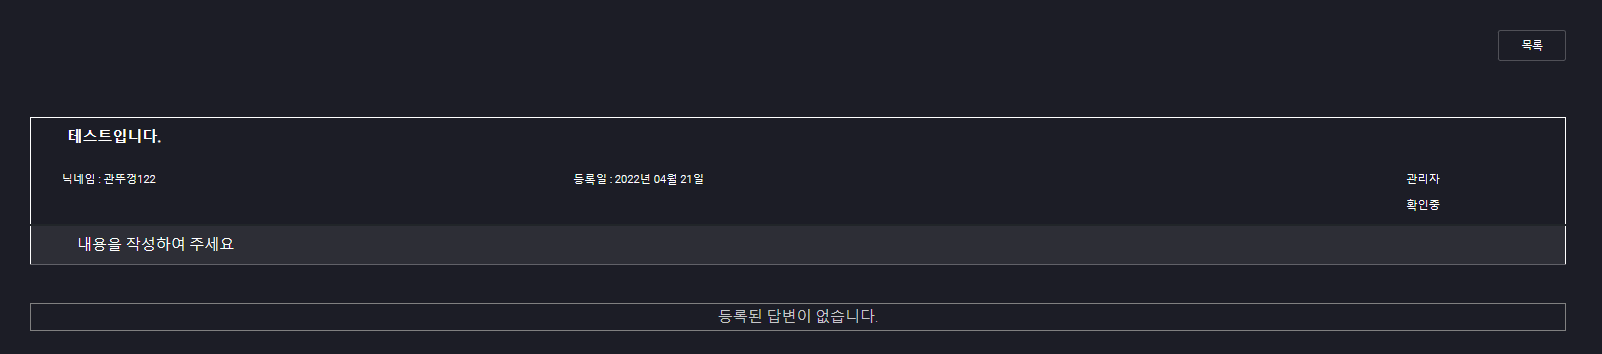 목록
테스트입니다.
닉네임 : 관뚜껑122 등록일 : 2022년 04월 21일 관리자
확인중
내용을 작성하여 주세요
등록된 답변이 없습니다.